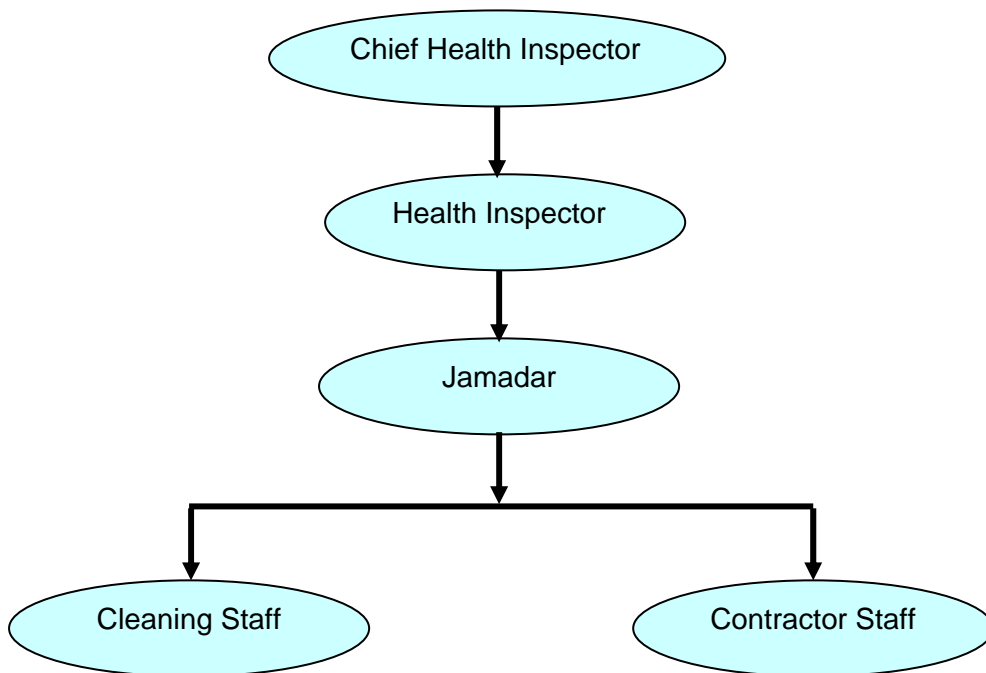 Chief Health Inspector
Health Inspector
Jamadar
Cleaning Staff
Contractor Staff